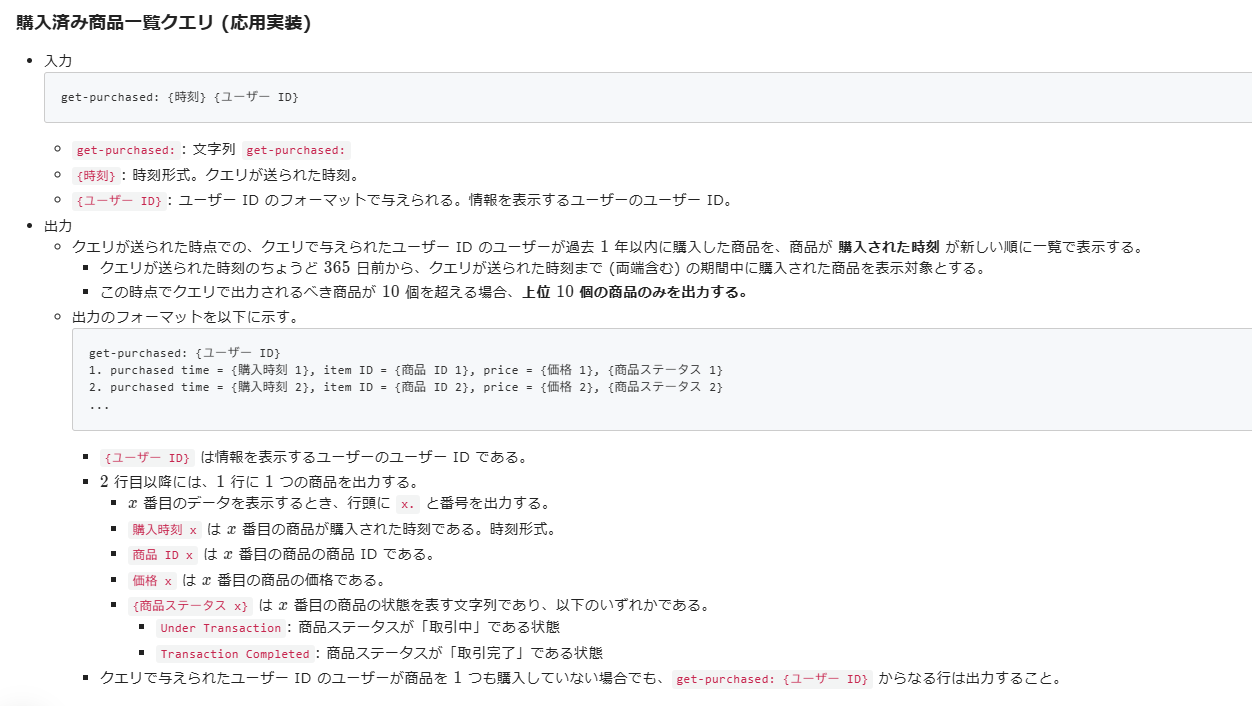 購入済み商品一覧クエリ (応用実装)
入力
get-purchased: {時刻} {ユーザー ID}
get-purchased: : 文字列 get-purchased:
{時刻} : 時刻形式。クエリが送られた時刻。
{ユーザー ID} : ユーザー ID のフォーマットで与えられる。情報を表示するユーザーのユーザー ID。
出力
クエリが送られた時点での、クエリで与えられたユーザー ID のユーザーが過去 1 年以内に購入した商品を、商品が 購入された時刻 が新しい順に一覧で表示する。
クエリが送られた時刻のちょうど 365 日前から、クエリが送られた時刻まで (両端含む) の期間中に購入された商品を表示対象とする。
この時点でクエリで出力されるべき商品が 10 個を超える場合、上位 10 個の商品のみを出力する。
出力のフォーマットを以下に示す。
get-purchased: {ユーザー ID}
1. purchased time = {購入時刻 1}, item ID = {商品 ID 1}, price = {価格 1}, {商品ステータス 1}
2. purchased time = {購入時刻 2}, item ID = {商品 ID 2}, price = {価格 2}, {商品ステータス 2}
...
{ユーザー ID} は情報を表示するユーザーのユーザー ID である。
2 行目以降には、1 行に 1 つの商品を出力する。
x 番目のデータを表示するとき、行頭に x. と番号を出力する。
購入時刻 x は x 番目の商品が購入された時刻である。時刻形式。
商品 ID x は x 番目の商品の商品 ID である。
価格 x は x 番目の商品の価格である。
{商品ステータス x} は x 番目の商品の状態を表す文字列であり、以下のいずれかである。
Under Transaction : 商品ステータスが「取引中」である状態
Transaction Completed : 商品ステータスが「取引完了」である状態
クエリで与えられたユーザー ID のユーザーが商品を 1 つも購入していない場合でも、 get-purchased: {ユーザー ID} からなる行は出力すること。